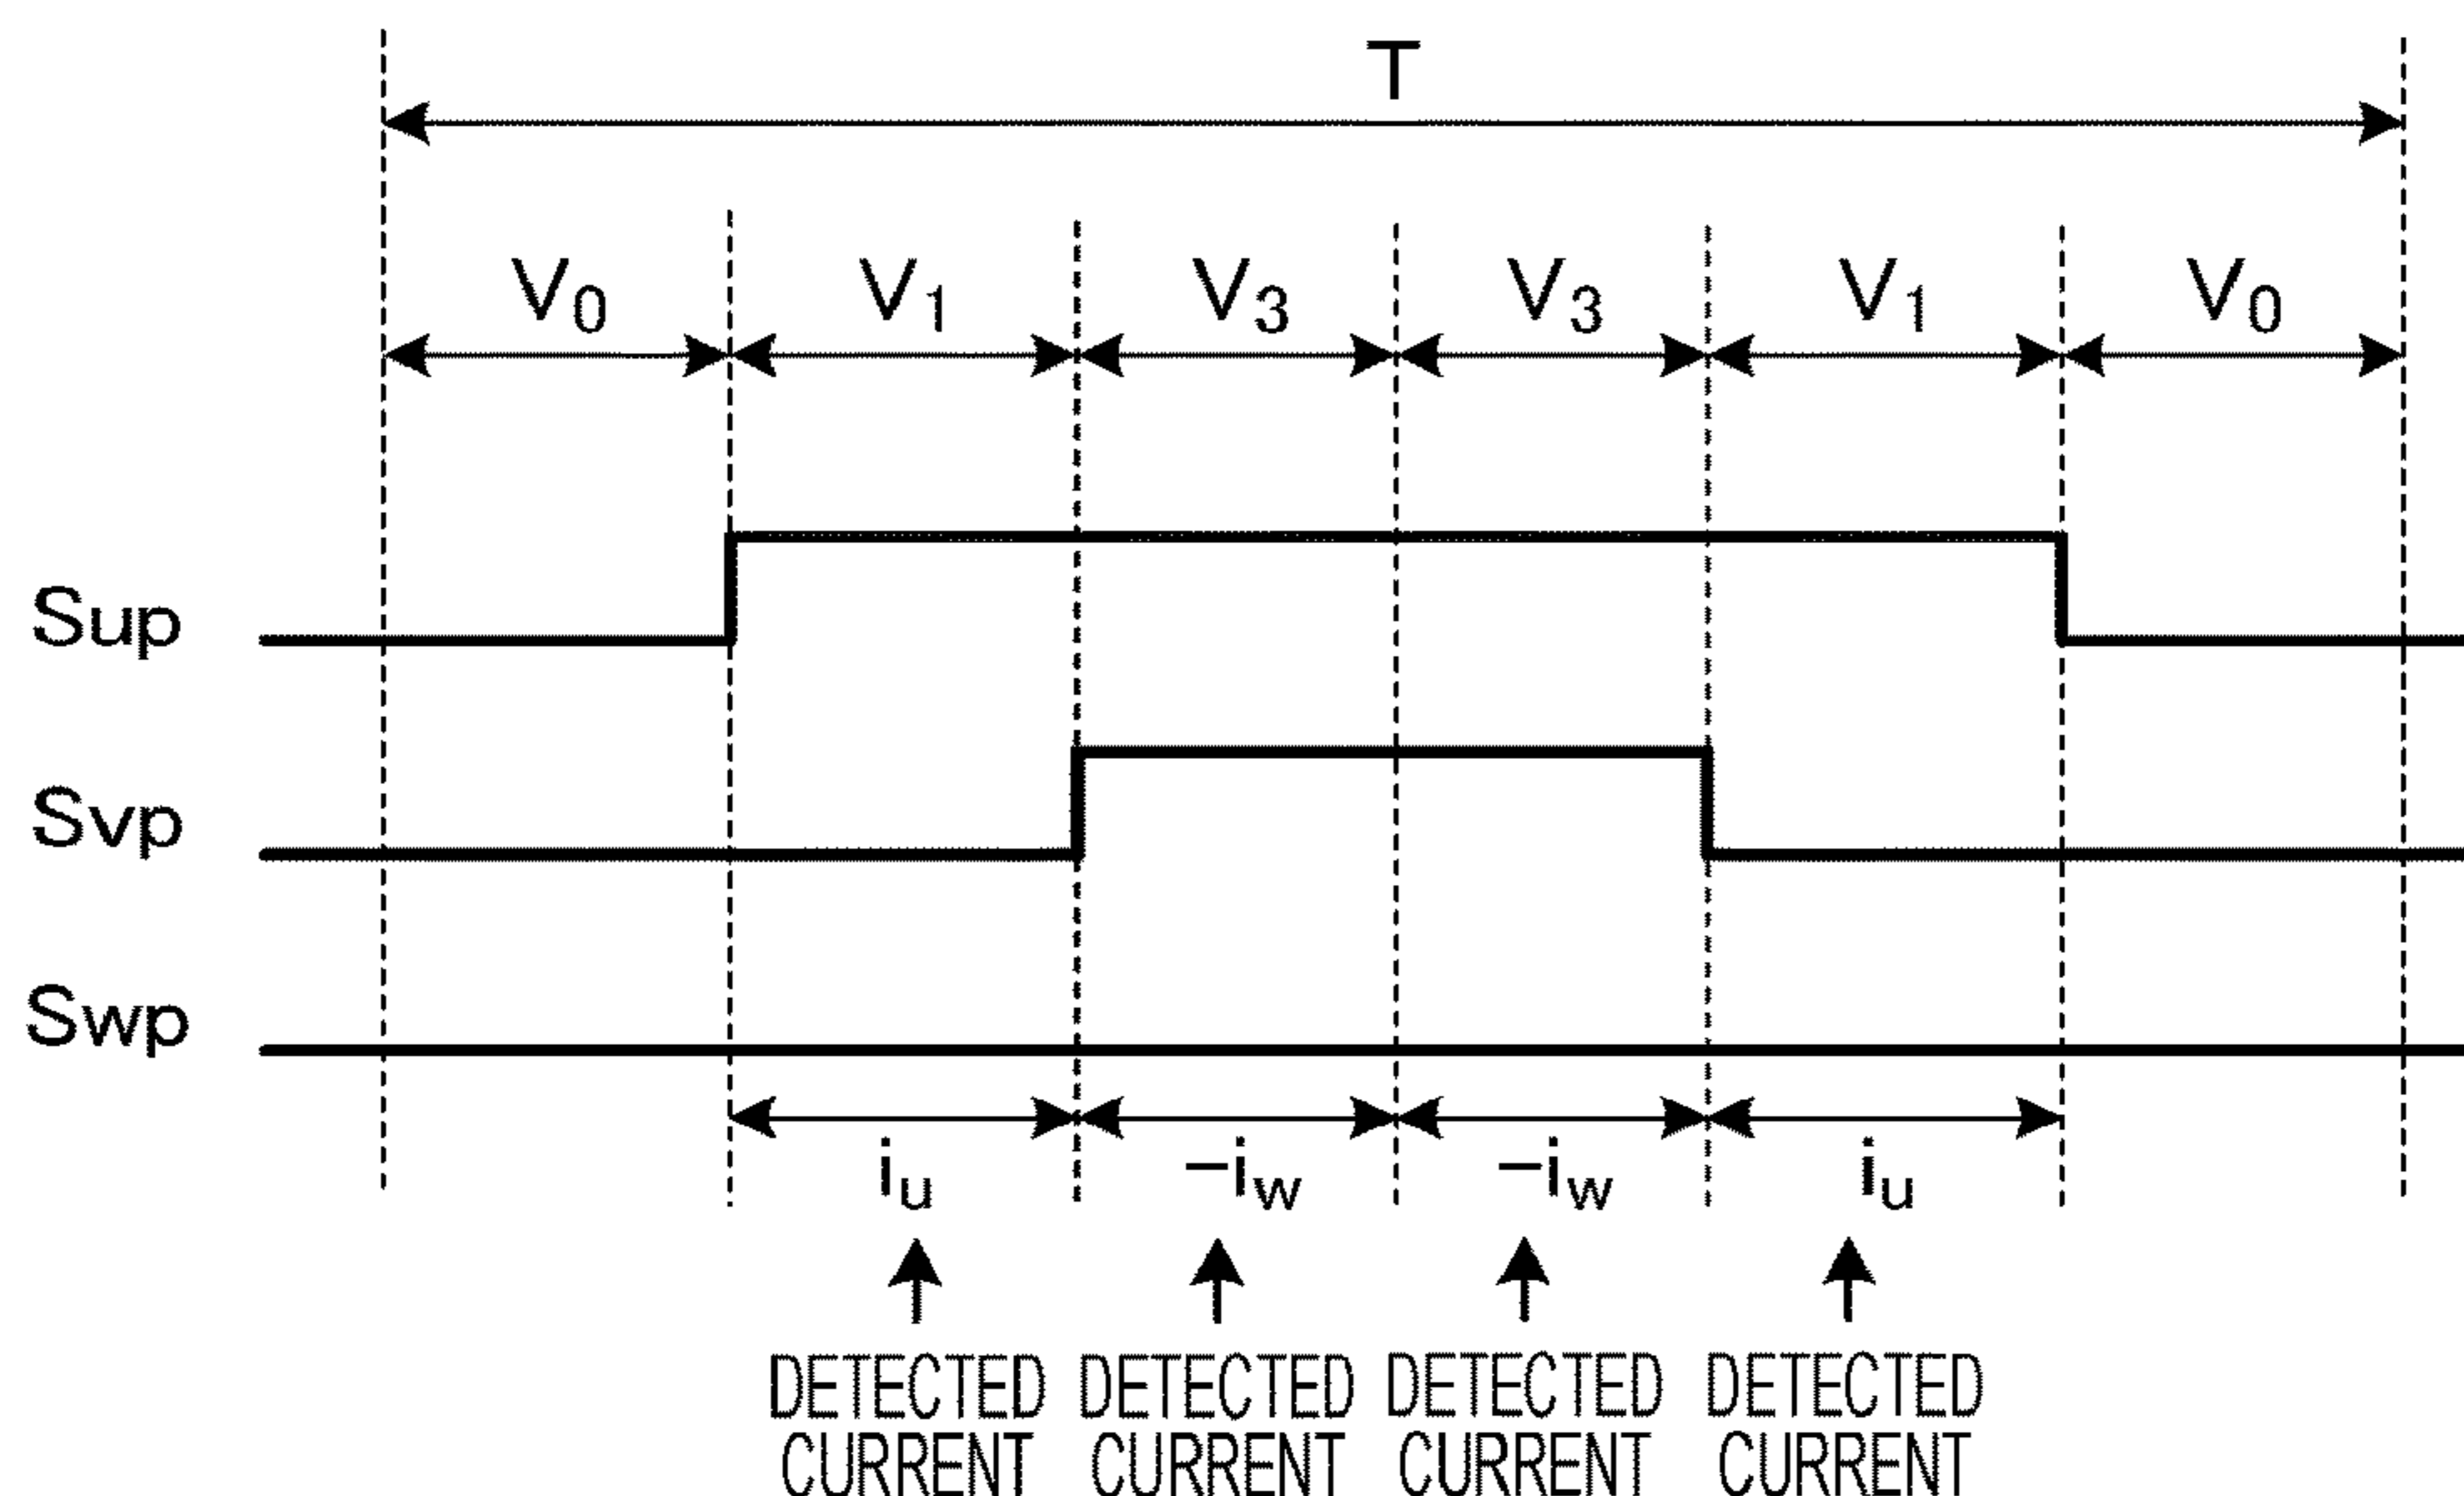 T
V0 V1 V3 V3 V1 V0
Sup
Svp
Swp
iu −iw −iw iu
DETECTED DETECTED DETECTED DETECTED
CURRENT CURRENT CURRENT CURRENT